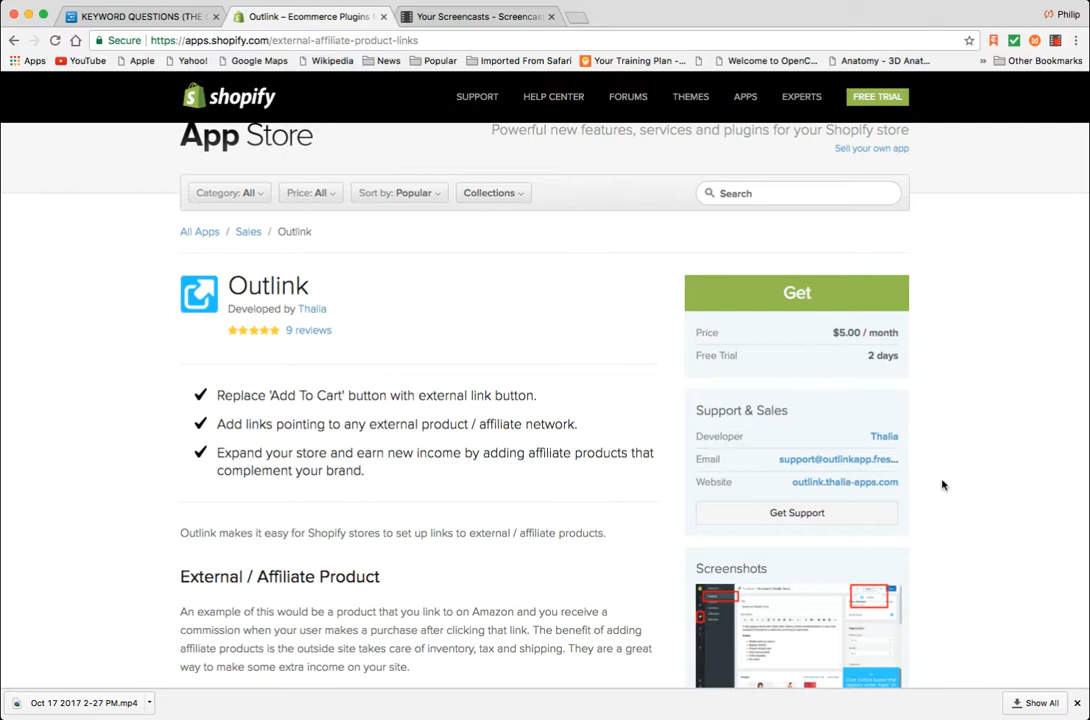 KEYWORD QUESTIONS (THE
Outlink – Ecommerce Plugins f
Your Screencasts - Screencas
Philip
Secure
https://apps.shopify.com/external-affiliate-product-links
Apps
YouTube
Apple
Yahoo!
Google Maps
Wikipedia
News
Popular
Imported From Safari
Your Training Plan -...
Welcome to OpenC...
Anatomy - 3D Anat...
»
Other Bookmarks
shopify
SUPPORT
HELP CENTER
FORUMS
THEMES
APPS
EXPERTS
FREE TRIAL
App Store
Powerful new features, services and plugins for your Shopify store
Sell your own app
Category: All
Price: All
Sort by: Popular
Collections
Search
All Apps / Sales / Outlink
Outlink
Developed by Thalia
9 reviews
Replace 'Add To Cart' button with external link button.
Add links pointing to any external product / affiliate network.
Expand your store and earn new income by adding affiliate products that
complement your brand.
Outlink makes it easy for Shopify stores to set up links to external / affiliate products.
External / Affiliate Product
An example of this would be a product that you link to on Amazon and you receive a
commission when your user makes a purchase after clicking that link. The benefit of adding
affiliate products is the outside site takes care of inventory, tax and shipping. They are a great
way to make some extra income on your site.
Get
Price $5.00 / month
Free Trial 2 days
Support & Sales
Developer Thalia
Email support@outlinkapp.fres...
Website outlink.thalia-apps.com
Get Support
Screenshots
Oct 17 2017 2-27 PM.mp4
Show All